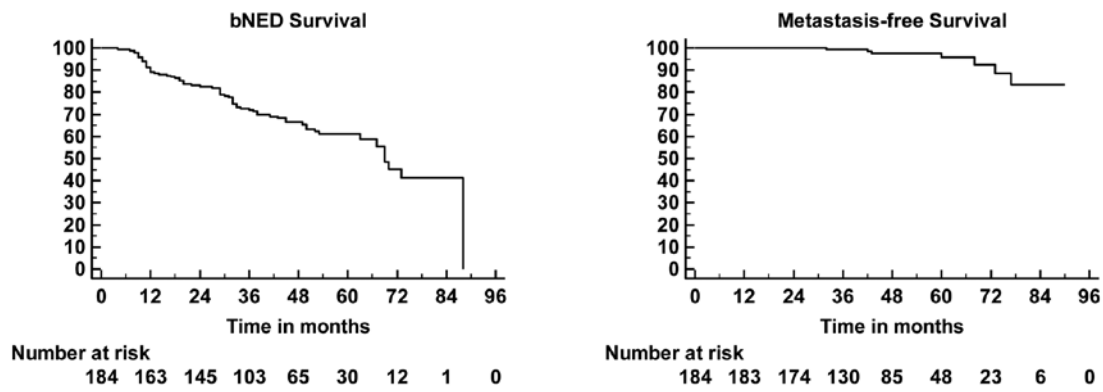 bNED Survival
100
90
80
70
60
50
40
30
20
10
0
0 12 24 36 48 60 72 84 96
Time in months
Number at risk
184 163 145 103 65 30 12 1 0
Metastasis-free Survival
100
90
80
70
60
50
40
30
20
10
0
0 12 24 36 48 60 72 84 96
Time in months
Number at risk
184 183 174 130 85 48 23 6 0